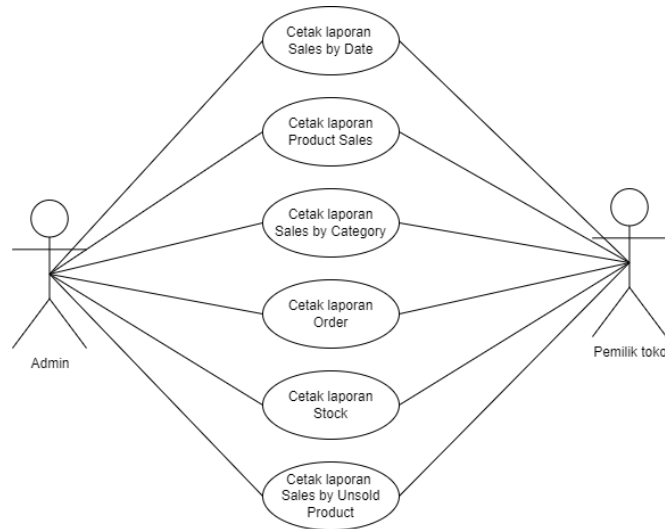 Cetak laporan
Sales by Date
Cetak laporan
Product Sales
Cetak laporan
Sales by Category
Cetak laporan
Order
Admin
Pemilik toko
Cetak laporan
Stock
Cetak laporan
Sales by Unsold
Product